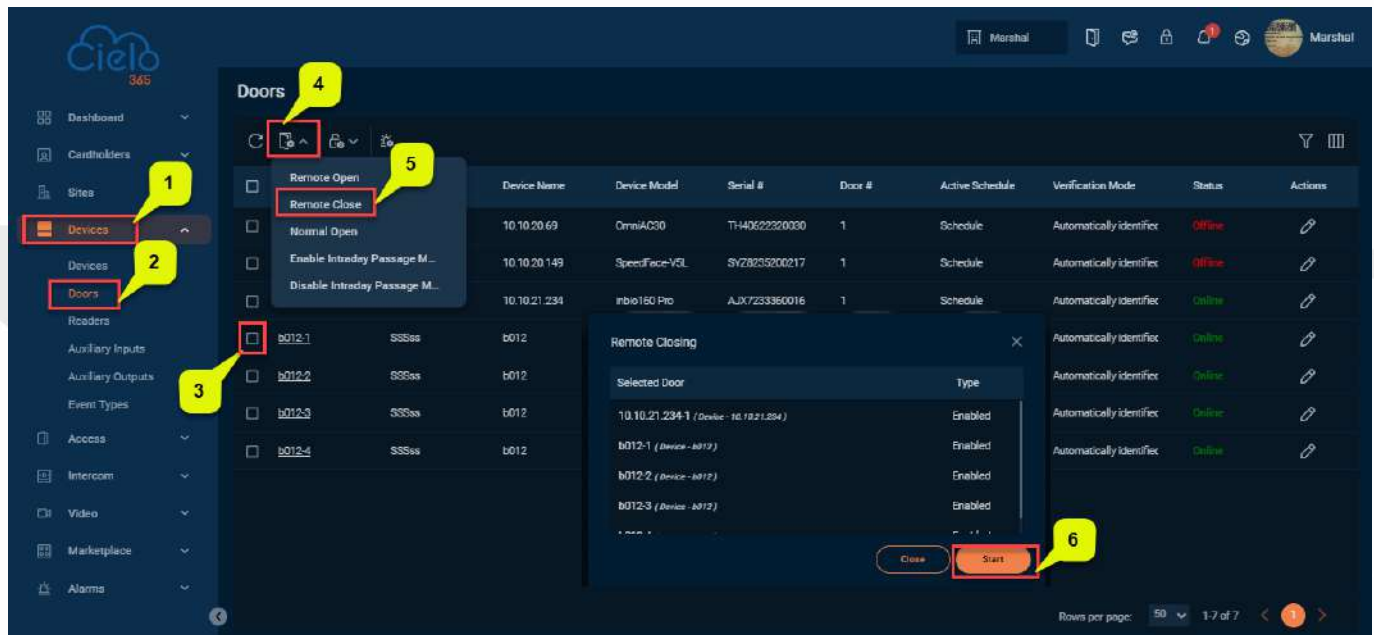 Cielo
365
Marshal
1
Marshal
Doors
4
Dashboard
Cardholders
Sites
1
Devices
Devices
2
Doors
Readers
Auxiliary Inputs
Auxiliary Outputs
3
Event Types
Access
Intercom
Video
Marketplace
Alarms
5
Remote Open
Remote Close
Normal Open
Enable Intraday Passage M...
Disable Intraday Passage M...
Device Name Device Model Serial # Door # Active Schedule Verification Mode Status Actions
10.10.20.69 OmniAC30 TH40622320030 1 Schedule Automatically identifiec Offline
10.10.20.149 SpeedFace-V5L SYZ8235200217 1 Schedule Automatically identifiec Offline
10.10.21.234 inbio160 Pro AJX7233360016 1 Schedule Automatically identifiec Online
b012-1 SSSss b012 Automatically identifiec Online
b012-2 SSSss b012 Automatically identifiec Online
b012-3 SSSss b012 Automatically identifiec Online
b012-4 SSSss b012 Automatically identifiec Online
Remote Closing
Selected Door Type
10.10.21.234-1 (Device - 10.10.21.234) Enabled
b012-1 (Device - b012) Enabled
b012-2 (Device - b012) Enabled
b012-3 (Device - b012) Enabled
6
Close Start
Rows per page: 50 1-7 of 7 1